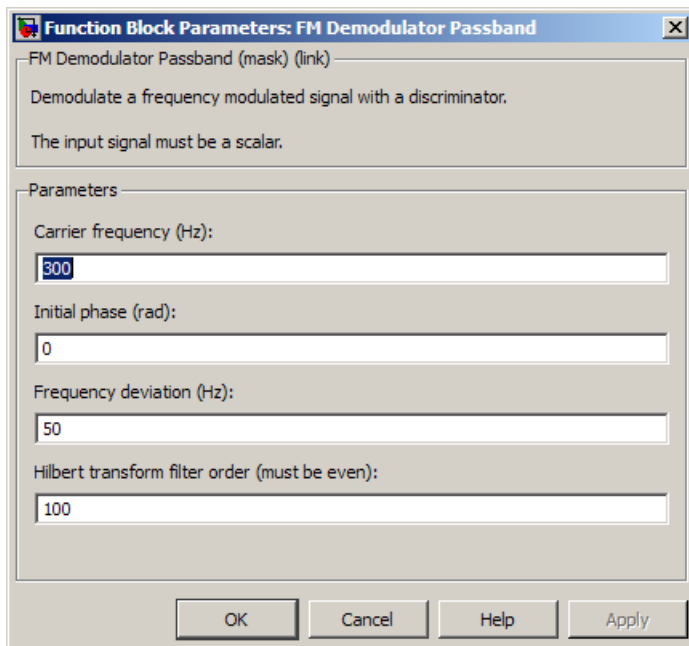 Function Block Parameters: FM Demodulator Passband
FM Demodulator Passband (mask) (link)
Demodulate a frequency modulated signal with a discriminator.
The input signal must be a scalar.
Parameters
Carrier frequency (Hz):
300
Initial phase (rad):
0
Frequency deviation (Hz):
50
Hilbert transform filter order (must be even):
100
OK Cancel Help Apply